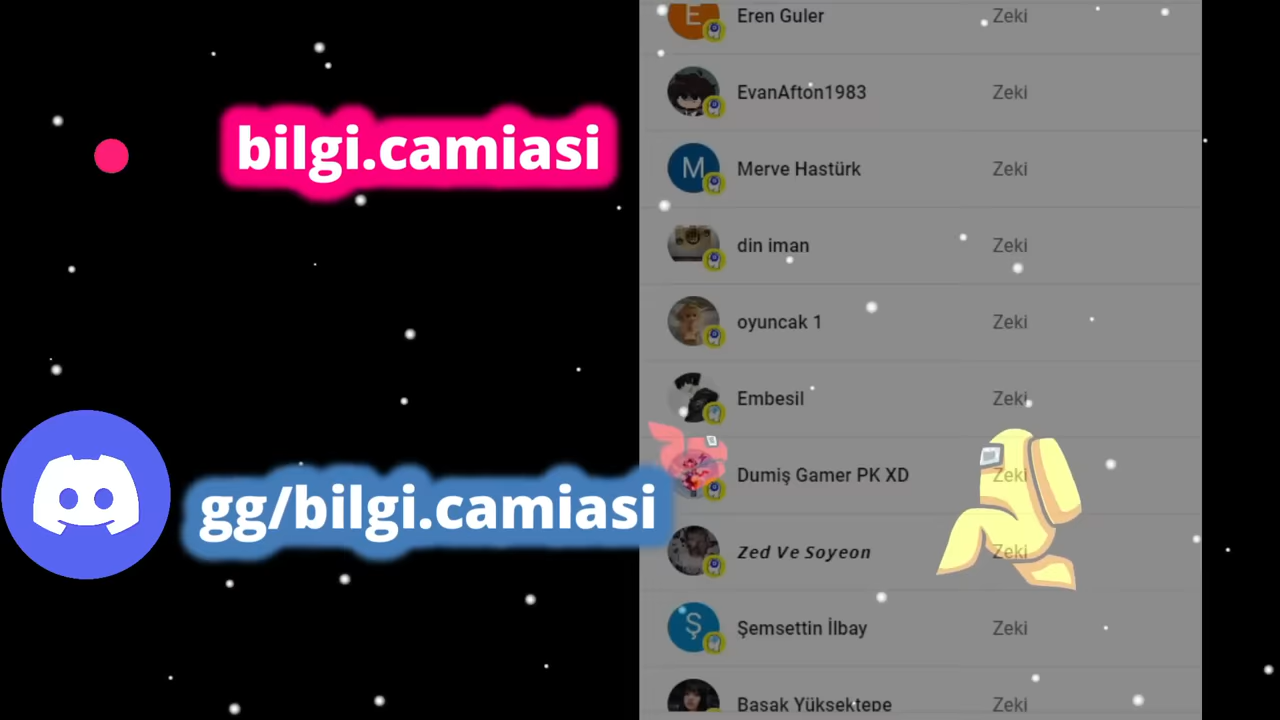 bilgi.camiasi
gg/bilgi.camiasi
E
Eren Guler Zeki
EvanAfton1983 Zeki
M
Merve Hastürk Zeki
din iman Zeki
oyuncak 1 Zeki
Embesil Zeki
Dumiş Gamer PK XD Zeki
Zed Ve Soyeon Zeki
Ş
Şemsettin İlbay Zeki
Basak Yüksektepe Zeki